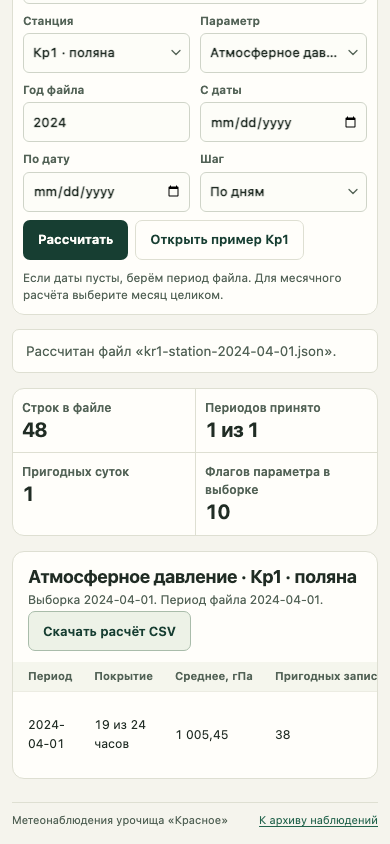 Станция
Параметр
Кр1 · поляна
Атмосферное дав...
Год файла
С даты
2024
mm/dd/yyyy
По дату
Шаг
mm/dd/yyyy
По дням
Рассчитать
Открыть пример Кр1
Если даты пусты, берём период файла. Для месячного
расчёта выберите месяц целиком.
Рассчитан файл «kr1-station-2024-04-01.json».
Строк в файле
48
Периодов принято
1 из 1
Пригодных суток
1
Флагов параметра в
выборке
10
Атмосферное давление · Кр1 · поляна
Выборка 2024-04-01. Период файла 2024-04-01.
Скачать расчёт CSV
Период
Покрытие
Среднее, гПа
Пригодных запис
2024-
04-01
19 из 24
часов
1 005,45
38
Метеонаблюдения урочища «Красное»
К архиву наблюдений